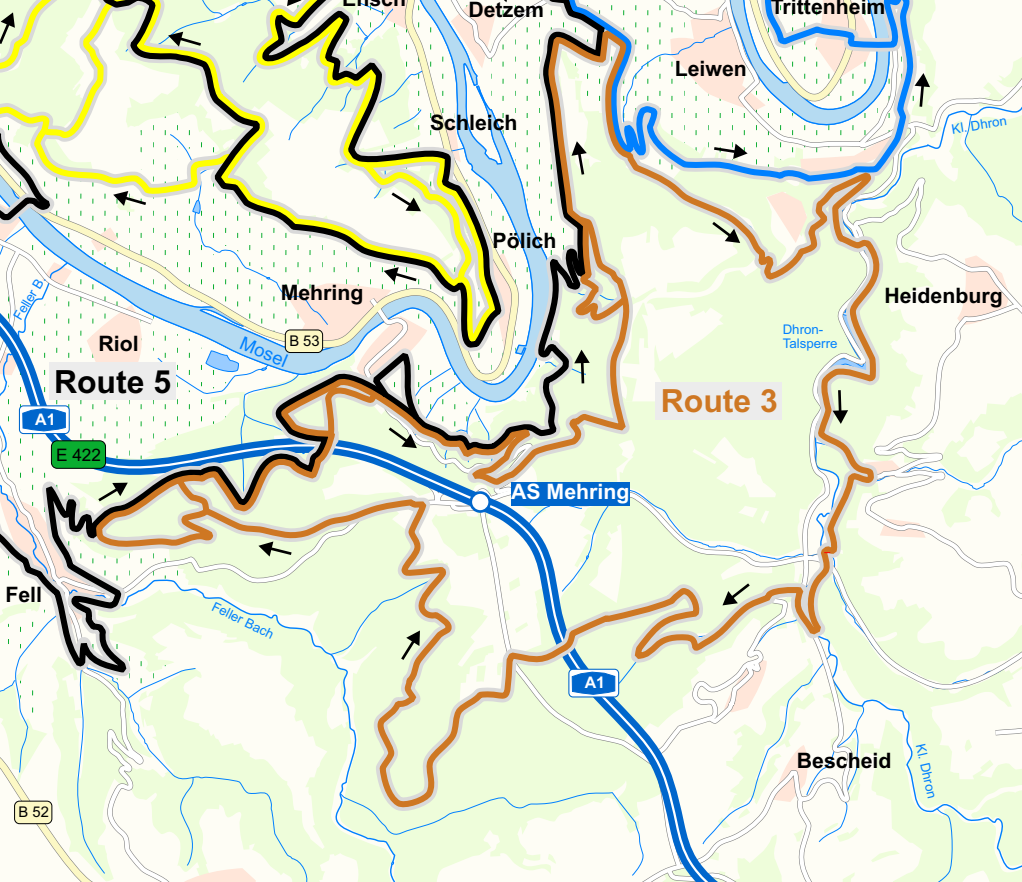 Ensch
Detzem
Trittenheim
Leiwen
Schleich
Kl. Dhron
Pölich
Mehring
Feller B.
B 53
Riol
Mosel
Heidenburg
Dhron-
Talsperre
Route 5
Route 3
A1
E 422
AS Mehring
Fell
Feller Bach
A1
Bescheid
Kl. Dhron
B 52